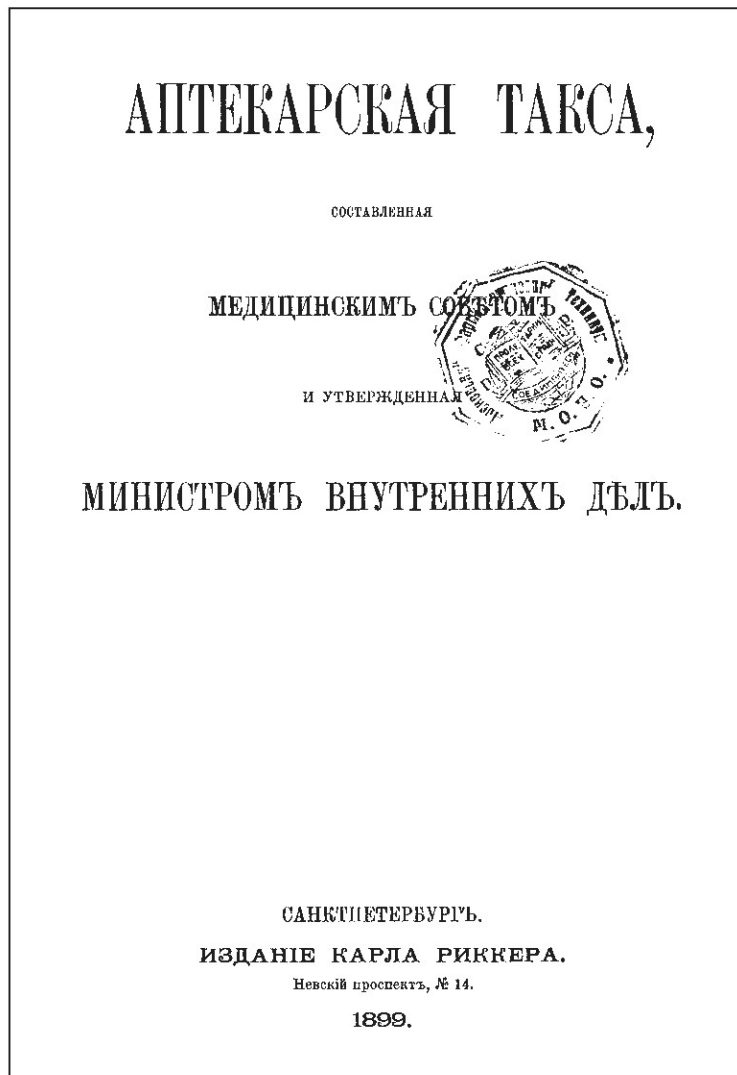 АПТЕКАРСКАЯ ТАКСА,
СОСТАВЛЕННАЯ
МЕДИЦИНСКИМЪ СОВѢТОМЪ
И УТВЕРЖДЕННАЯ
МИНИСТРОМЪ ВНУТРЕННИХЪ ДѢЛЪ.
М.О.Н.О.
САНКТПЕТЕРБУРГЪ.
ИЗДАНІЕ КАРЛА РИККЕРА.
Невскій проспектъ, № 14.
1899.